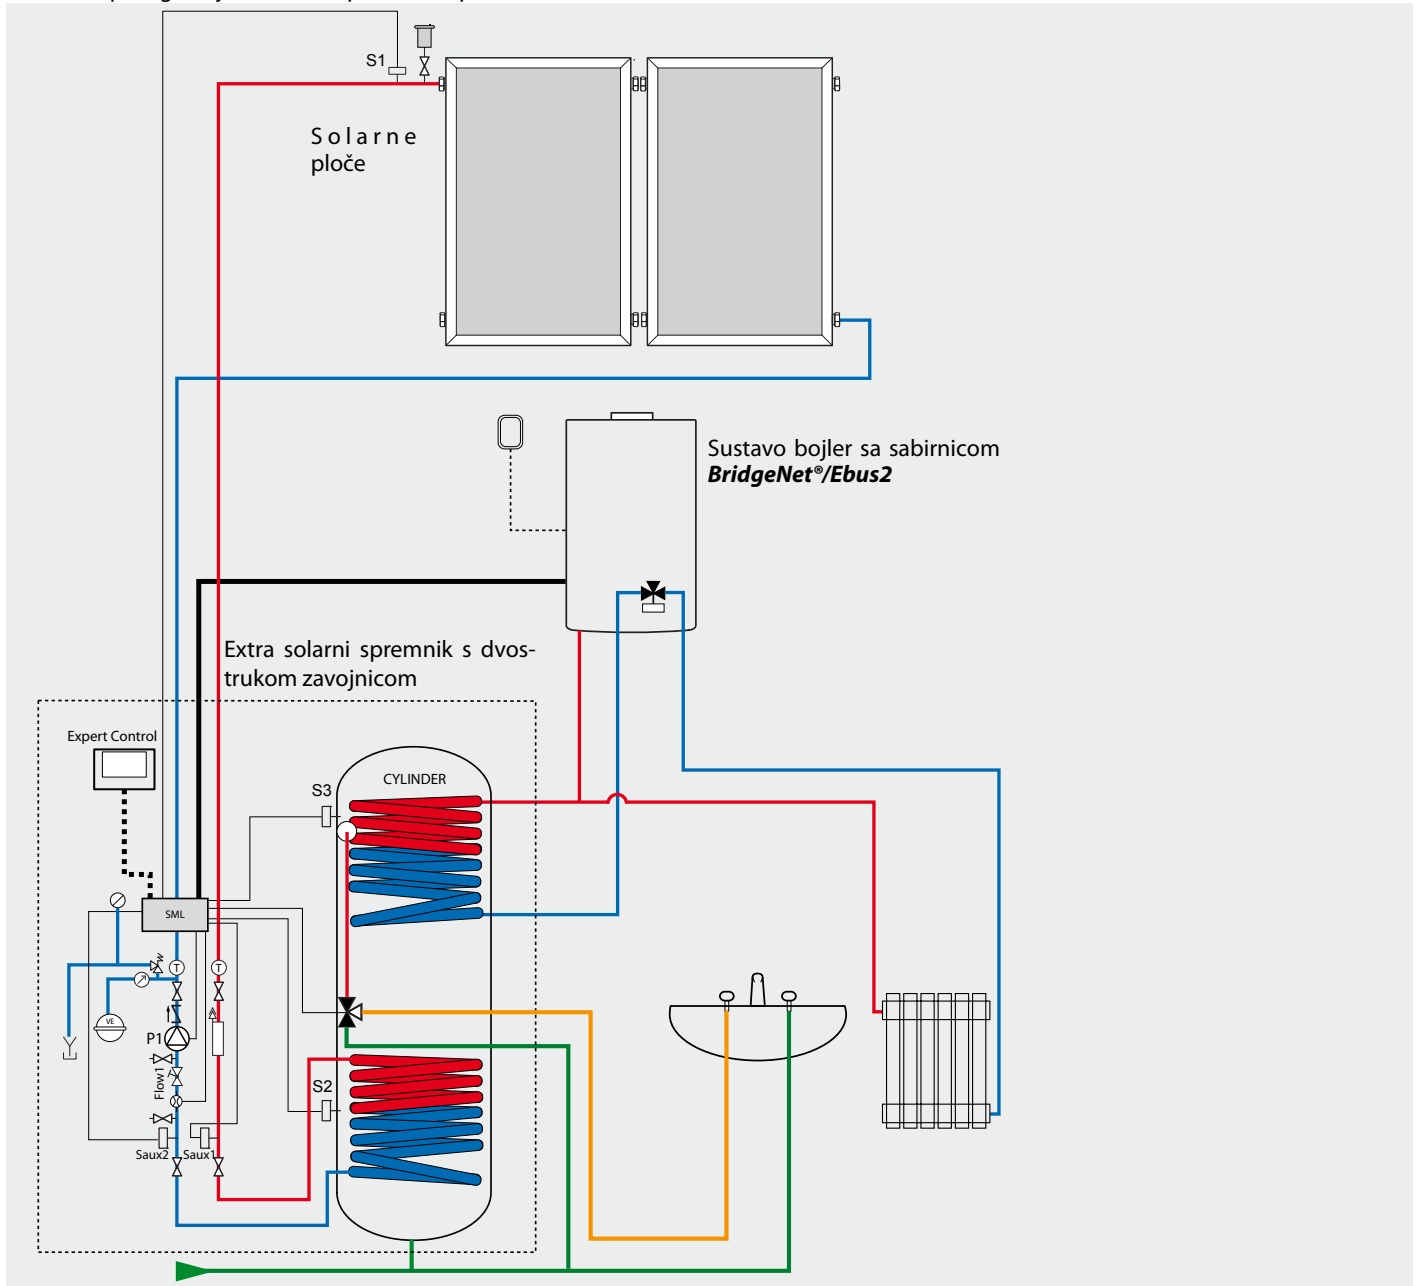 S1
Solarne
ploče
Sustavo bojler sa sabirnicom
BridgeNet®/Ebus2
Extra solarni spremnik s dvos-
trukom zavojnicom
Expert Control
CYLINDER
S3
SML
T
T
VE
P1
Flow1
S2
Saux2
Saux1